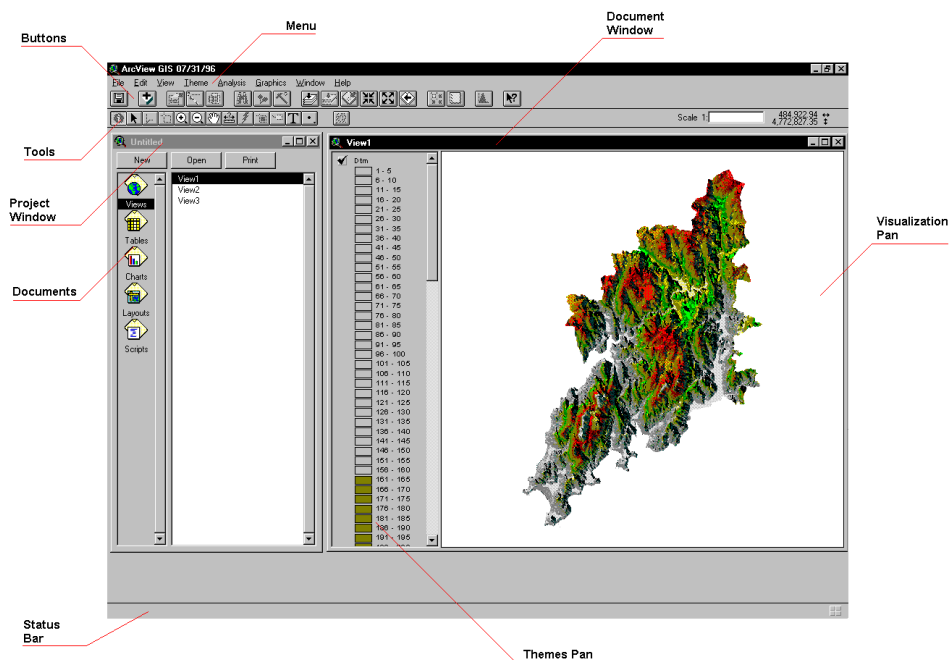 Document
Window
Menu
Buttons
ArcView GIS 07/31/96
File Edit View Theme Analysis Graphics Window Help
Scale 1:
484,922.94
4,772,827.35
Tools
Untitled
New Open Print
View1
View2
View3
Views
Tables
Charts
Layouts
Scripts
Project
Window
Documents
View1
Dtm
1 - 5
6 - 10
11 - 15
16 - 20
21 - 25
26 - 30
31 - 35
36 - 40
41 - 45
46 - 50
51 - 55
56 - 60
61 - 65
66 - 70
71 - 75
76 - 80
81 - 85
86 - 90
91 - 95
96 - 100
101 - 105
106 - 110
111 - 115
116 - 120
121 - 125
126 - 130
131 - 135
136 - 140
141 - 145
146 - 150
151 - 155
156 - 160
161 - 165
166 - 170
171 - 175
176 - 180
181 - 185
186 - 190
191 - 195
Visualization
Pan
Status
Bar
Themes Pan